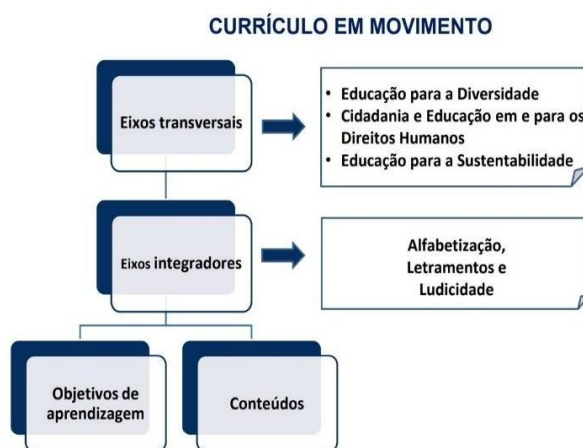 CURRÍCULO EM MOVIMENTO
Eixos transversais
• Educação para a Diversidade
• Cidadania e Educação em e para os
Direitos Humanos
• Educação para a Sustentabilidade
Eixos integradores
Alfabetização,
Letramentos e
Ludicidade
Objetivos de
aprendizagem
Conteúdos